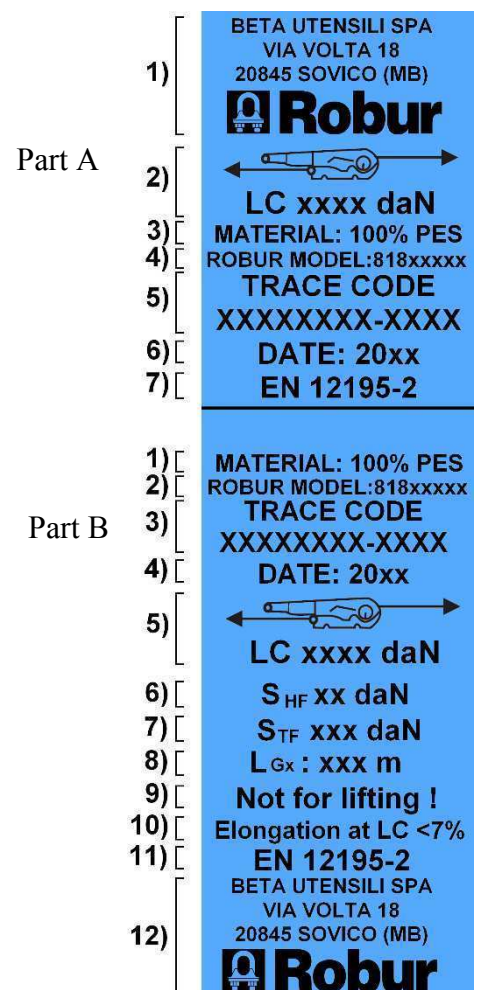 1)
BETA UTENSILI SPA
VIA VOLTA 18
20845 SOVICO (MB)
Robur
Part A
2)
LC xxxx daN
3) MATERIAL: 100% PES
4) ROBUR MODEL:818xxxxx
5)
TRACE CODE
XXXXXXXX-XXXX
6) DATE: 20xx
7) EN 12195-2
1) MATERIAL: 100% PES
2) ROBUR MODEL:818xxxxx
Part B
3)
TRACE CODE
XXXXXXXX-XXXX
4) DATE: 20xx
5)
LC xxxx daN
6) SHF xx daN
7) STF xxx daN
8) LGx : xxx m
9) Not for lifting !
10) Elongation at LC <7%
11) EN 12195-2
12)
BETA UTENSILI SPA
VIA VOLTA 18
20845 SOVICO (MB)
Robur